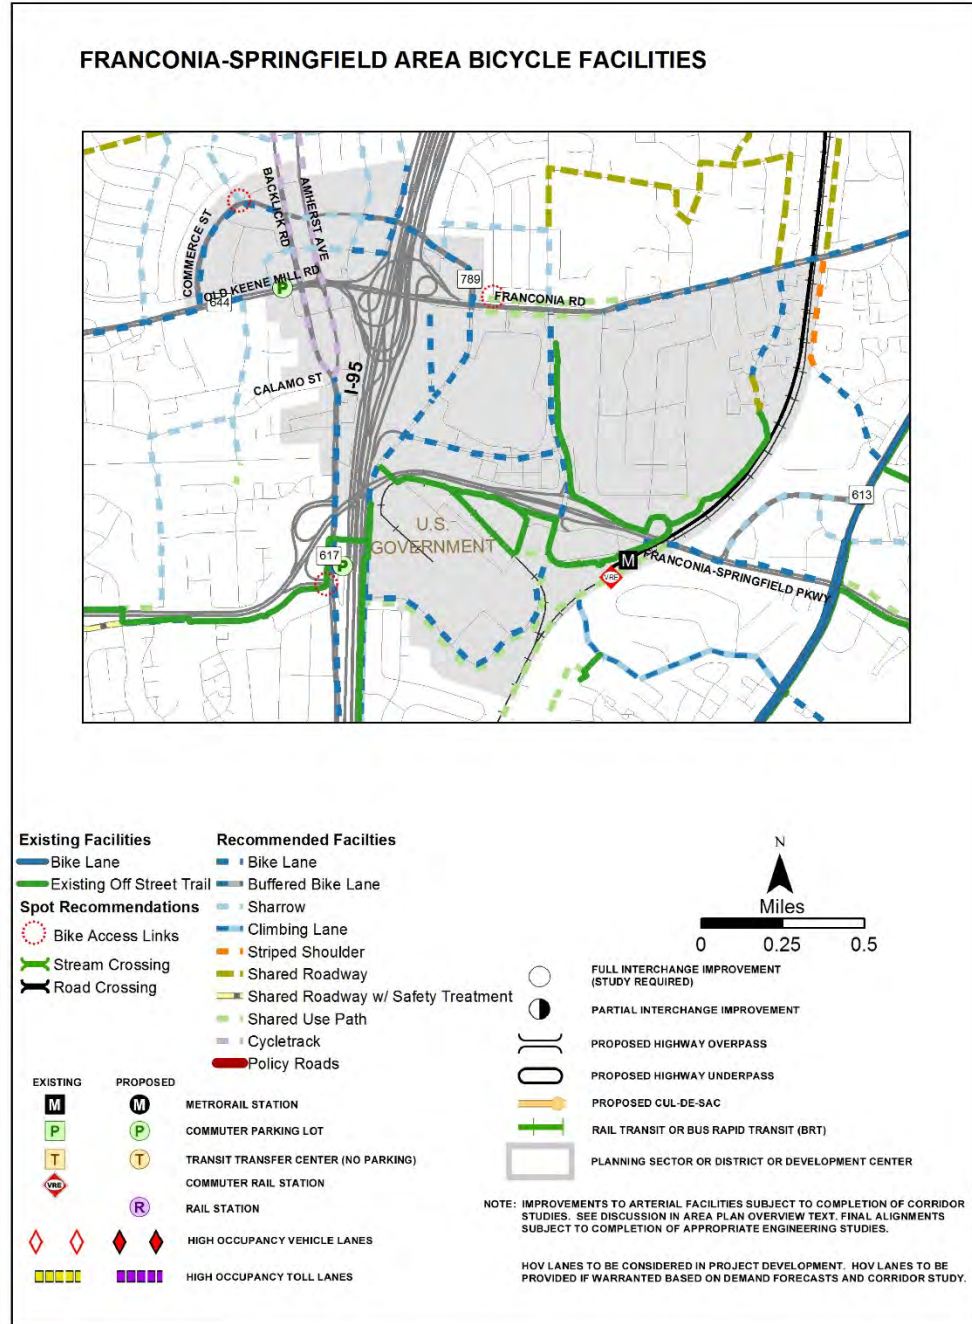 FRANCONIA-SPRINGFIELD AREA BICYCLE FACILITIES
COMMERCE ST
BACKLICK RD
AMHERST AVE
OLD KEENE MILL RD
644
P
789
FRANCONIA RD
I-95
CALAMO ST
613
U.S.
GOVERNMENT
617
P
M
VRE
FRANCONIA-SPRINGFIELD PKWY
Existing Facilities
Bike Lane
Existing Off Street Trail
Spot Recommendations
Bike Access Links
Stream Crossing
Road Crossing
Recommended Facilties
Bike Lane
Buffered Bike Lane
Sharrow
Climbing Lane
Striped Shoulder
Shared Roadway
Shared Roadway w/ Safety Treatment
Shared Use Path
Cycletrack
Policy Roads
N
Miles
0 0.25 0.5
EXISTING PROPOSED
M M METRORAIL STATION
P P COMMUTER PARKING LOT
T T TRANSIT TRANSFER CENTER (NO PARKING)
VRE COMMUTER RAIL STATION
R RAIL STATION
HIGH OCCUPANCY VEHICLE LANES
HIGH OCCUPANCY TOLL LANES
FULL INTERCHANGE IMPROVEMENT
(STUDY REQUIRED)
PARTIAL INTERCHANGE IMPROVEMENT
PROPOSED HIGHWAY OVERPASS
PROPOSED HIGHWAY UNDERPASS
PROPOSED CUL-DE-SAC
RAIL TRANSIT OR BUS RAPID TRANSIT (BRT)
PLANNING SECTOR OR DISTRICT OR DEVELOPMENT CENTER
NOTE: IMPROVEMENTS TO ARTERIAL FACILITIES SUBJECT TO COMPLETION OF CORRIDOR
STUDIES. SEE DISCUSSION IN AREA PLAN OVERVIEW TEXT. FINAL ALIGNMENTS
SUBJECT TO COMPLETION OF APPROPRIATE ENGINEERING STUDIES.
HOV LANES TO BE CONSIDERED IN PROJECT DEVELOPMENT. HOV LANES TO BE
PROVIDED IF WARRANTED BASED ON DEMAND FORECASTS AND CORRIDOR STUDY.